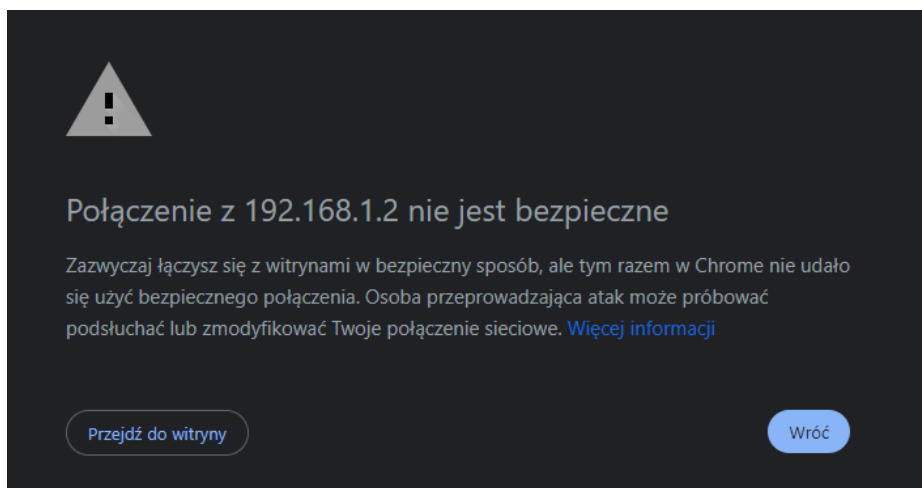 Połączenie z 192.168.1.2 nie jest bezpieczne
Zazwyczaj łączysz się z witrynami w bezpieczny sposób, ale tym razem w Chrome nie udało
się użyć bezpiecznego połączenia. Osoba przeprowadzająca atak może próbować
podsłuchać lub zmodyfikować Twoje połączenie sieciowe. Więcej informacji
Przejdź do witryny
Wróć